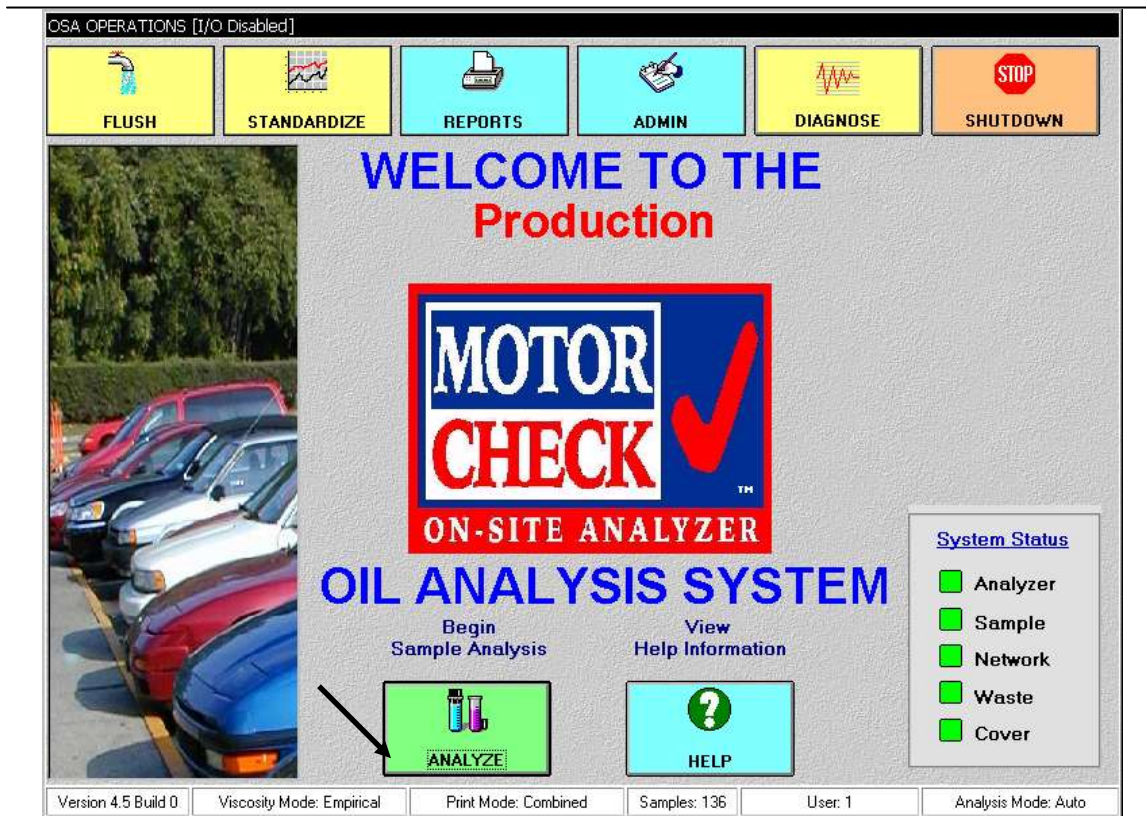 OSA OPERATIONS [I/O Disabled]
FLUSH
STANDARDIZE
REPORTS
ADMIN
DIAGNOSE
STOP
SHUTDOWN
WELCOME TO THE
Production
MOTOR
CHECK
TM
ON-SITE ANALYZER
OIL ANALYSIS SYSTEM
Begin
Sample Analysis
View
Help Information
ANALYZE
?
HELP
System Status
Analyzer
Sample
Network
Waste
Cover
Version 4.5 Build 0
Viscosity Mode: Empirical
Print Mode: Combined
Samples: 136
User: 1
Analysis Mode: Auto